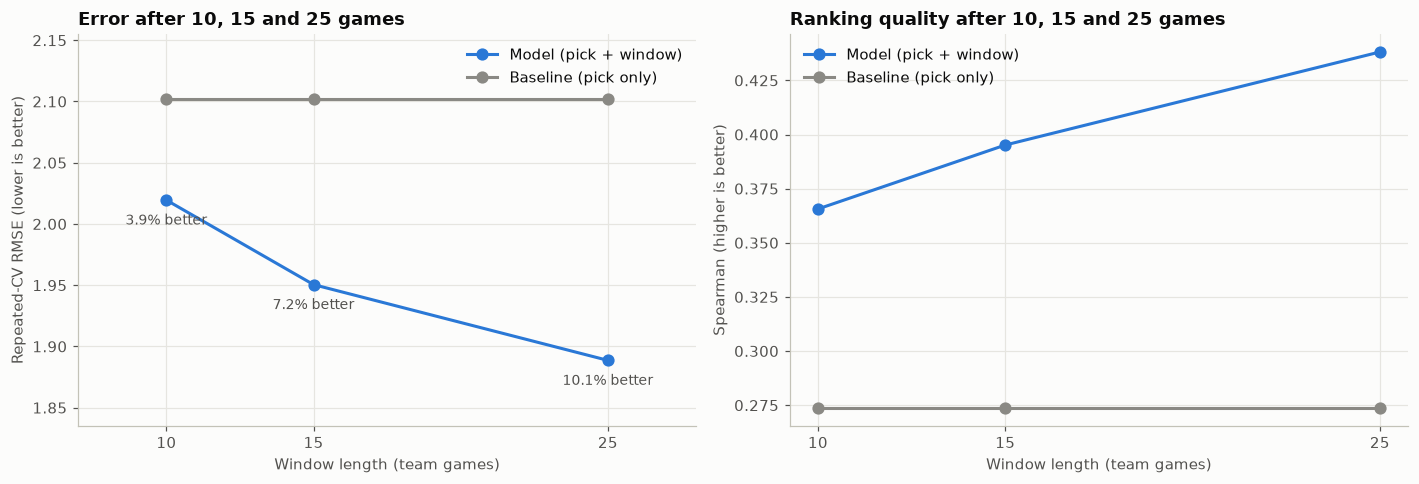 Error after 10, 15 and 25 games
Model (pick + window)
Baseline (pick only)
Repeated-CV RMSE (lower is better)
2.15
2.10
2.05
2.00
1.95
1.90
1.85
3.9% better
7.2% better
10.1% better
10
15
25
Window length (team games)
Ranking quality after 10, 15 and 25 games
Model (pick + window)
Baseline (pick only)
Spearman (higher is better)
0.425
0.400
0.375
0.350
0.325
0.300
0.275
10
15
25
Window length (team games)